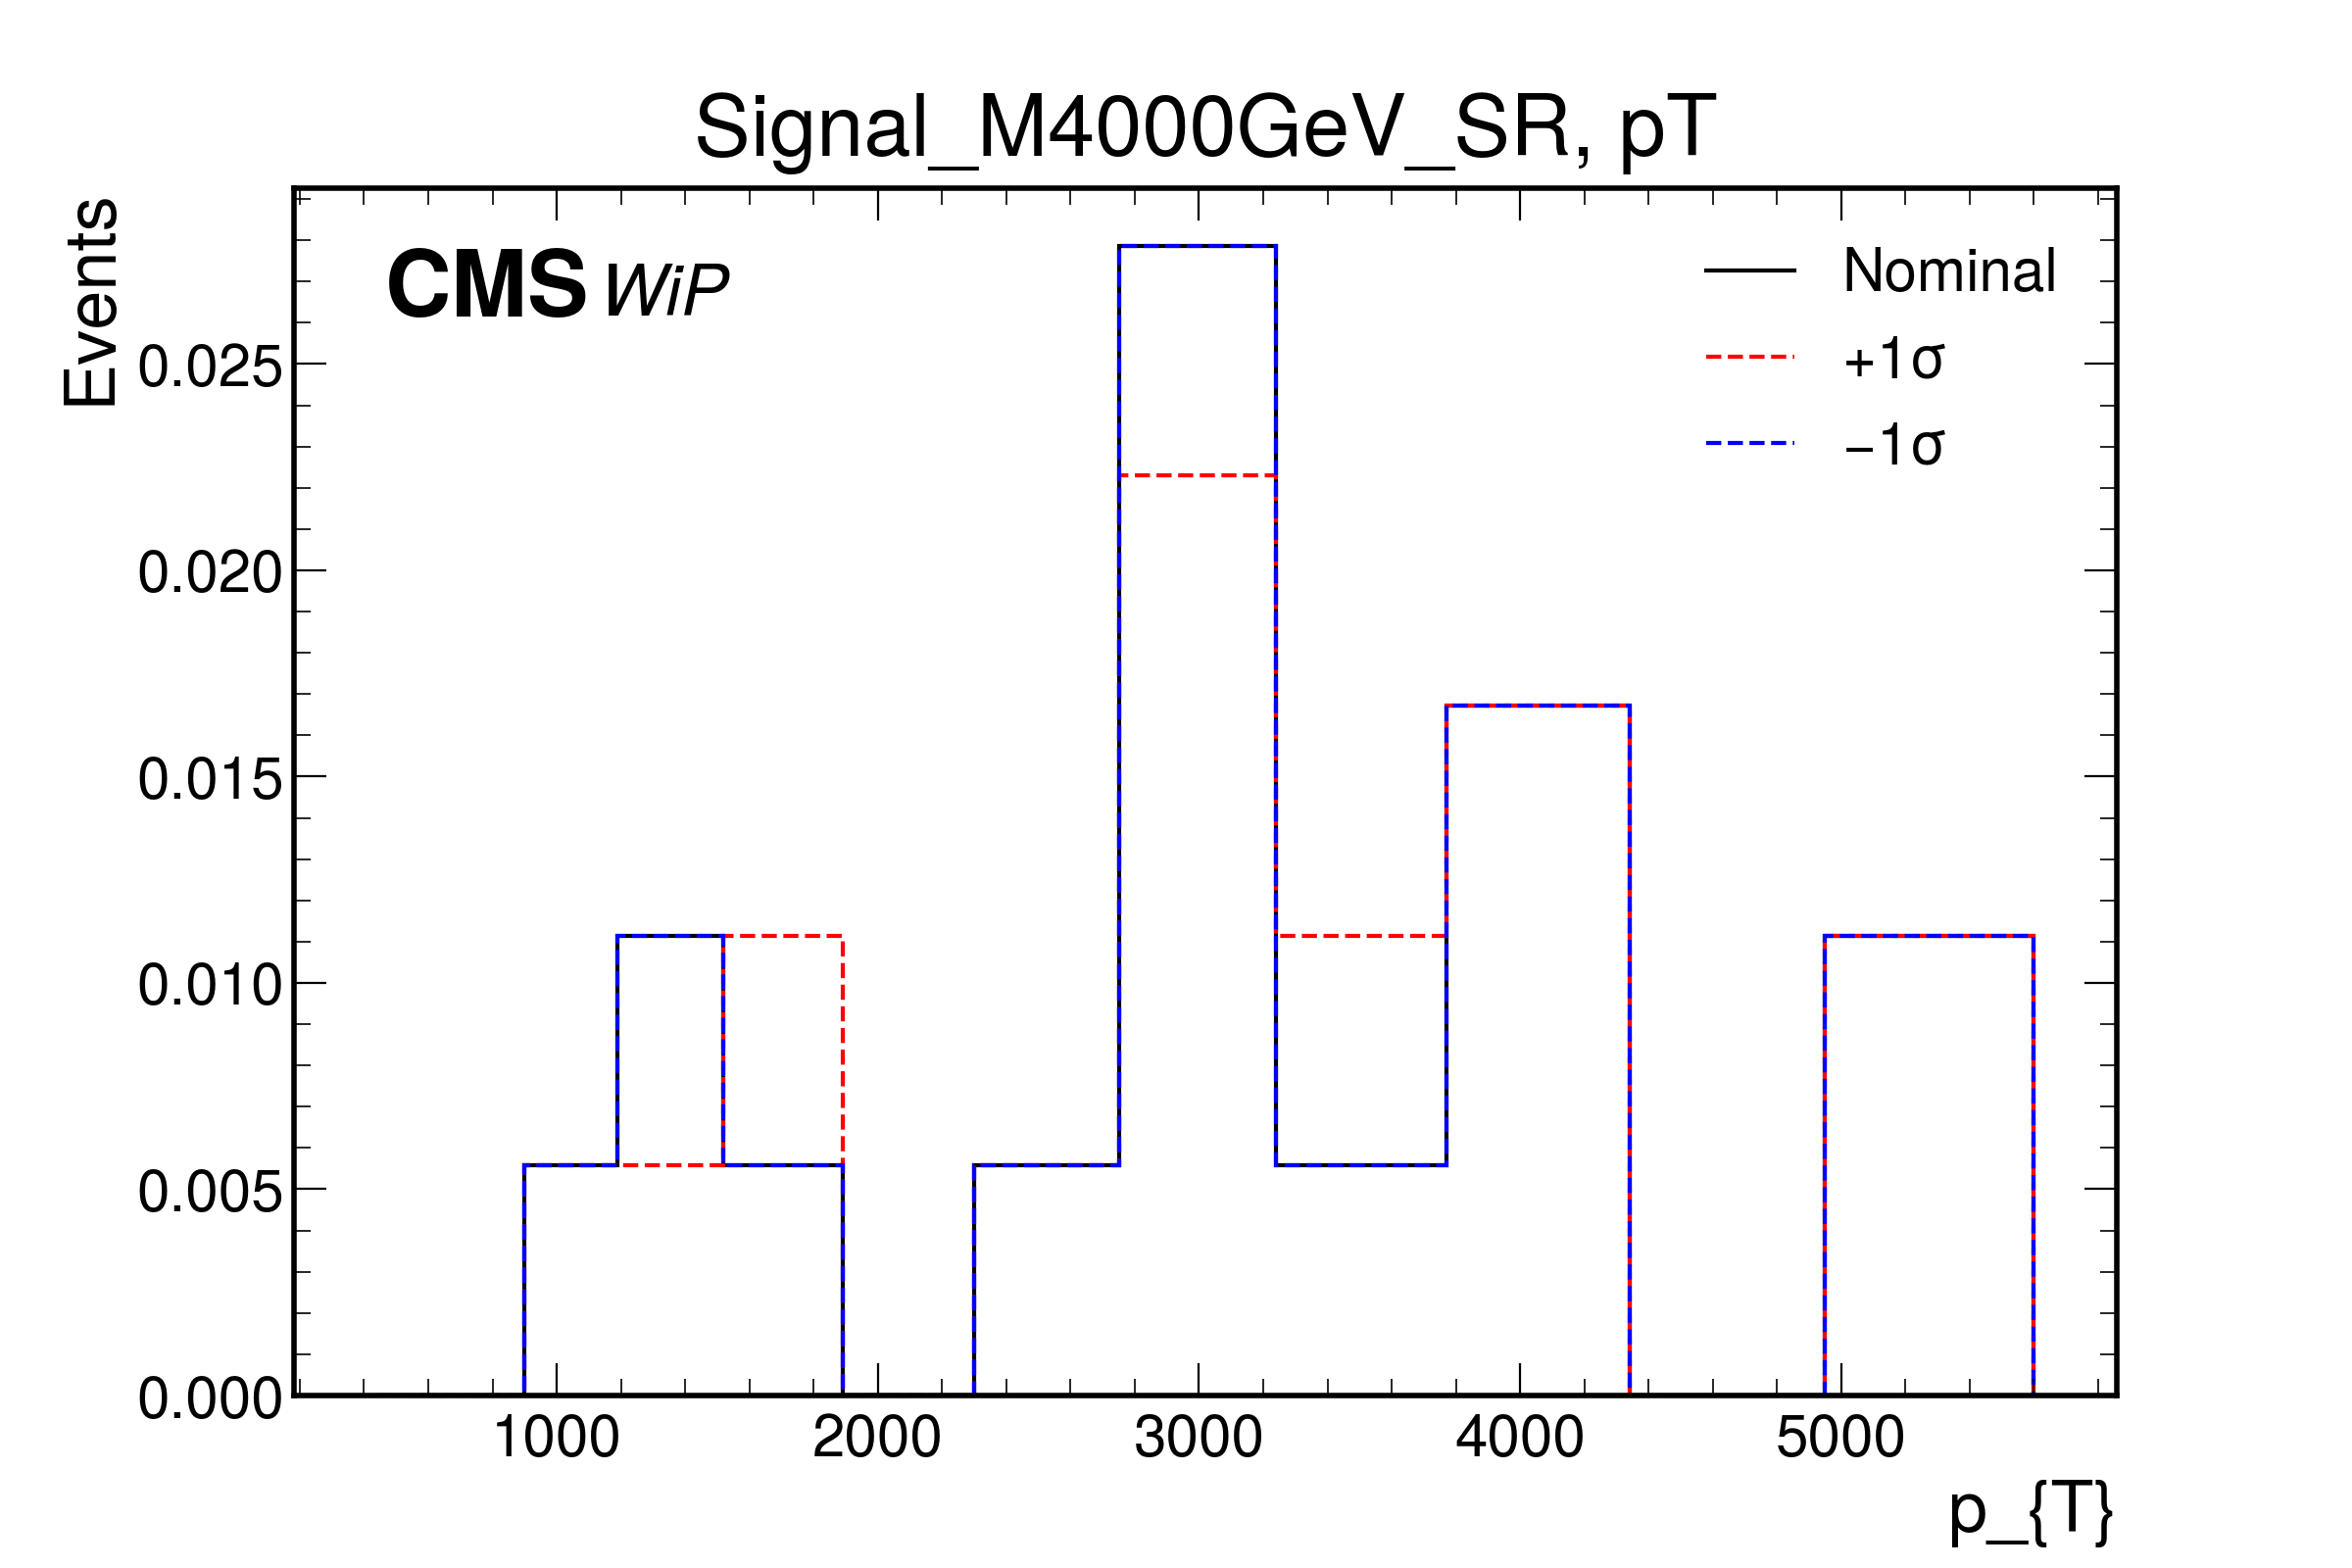 Signal_M4000GeV_SR, pT
Events
CMS WiP
Nominal
+1σ
−1σ
0.025
0.020
0.015
0.010
0.005
0.000
1000 2000 3000 4000 5000
p_{T}